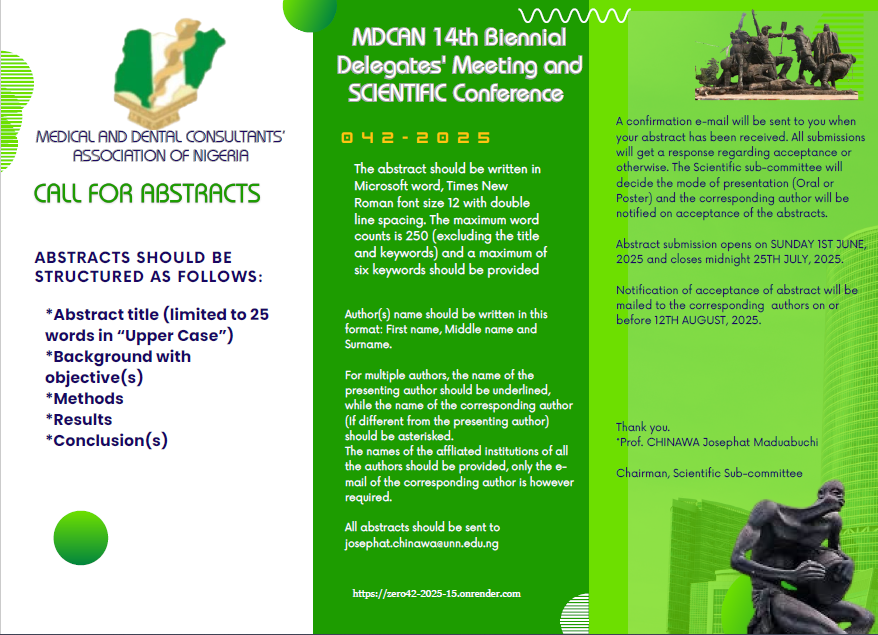 MEDICAL AND DENTAL CONSULTANTS'
ASSOCIATION OF NIGERIA
CALL FOR ABSTRACTS
ABSTRACTS SHOULD BE
STRUCTURED AS FOLLOWS:
*Abstract title (limited to 25
words in “Upper Case”)
*Background with
objective(s)
*Methods
*Results
*Conclusion(s)
MDCAN 14th Biennial
Delegates' Meeting and
SCIENTIFIC Conference
042-2025
The abstract should be written in
Microsoft word, Times New
Roman font size 12 with double
line spacing. The maximum word
counts is 250 (excluding the title
and keywords) and a maximum of
six keywords should be provided
Author(s) name should be written in this
format: First name, Middle name and
Surname.
For multiple authors, the name of the
presenting author should be underlined,
while the name of the corresponding author
(if different from the presenting author)
should be asterisked.
The names of the affliated institutions of all
the authors should be provided, only the e-
mail of the corresponding author is however
required.
All abstracts should be sent to
josephat.chinawa@unn.edu.ng
https://zero42-2025-15.onrender.com
A confirmation e-mail will be sent to you when
your abstract has been received. All submissions
will get a response regarding acceptance or
otherwise. The Scientific sub-committee will
decide the mode of presentation (Oral or
Poster) and the corresponding author will be
notified on acceptance of the abstracts.
Abstract submission opens on SUNDAY 1ST JUNE,
2025 and closes midnight 25TH JULY, 2025.
Notification of acceptance of abstract will be
mailed to the corresponding authors on or
before 12TH AUGUST, 2025.
Thank you.
*Prof. CHINAWA Josephat Maduabuchi
Chairman, Scientific Sub-committee